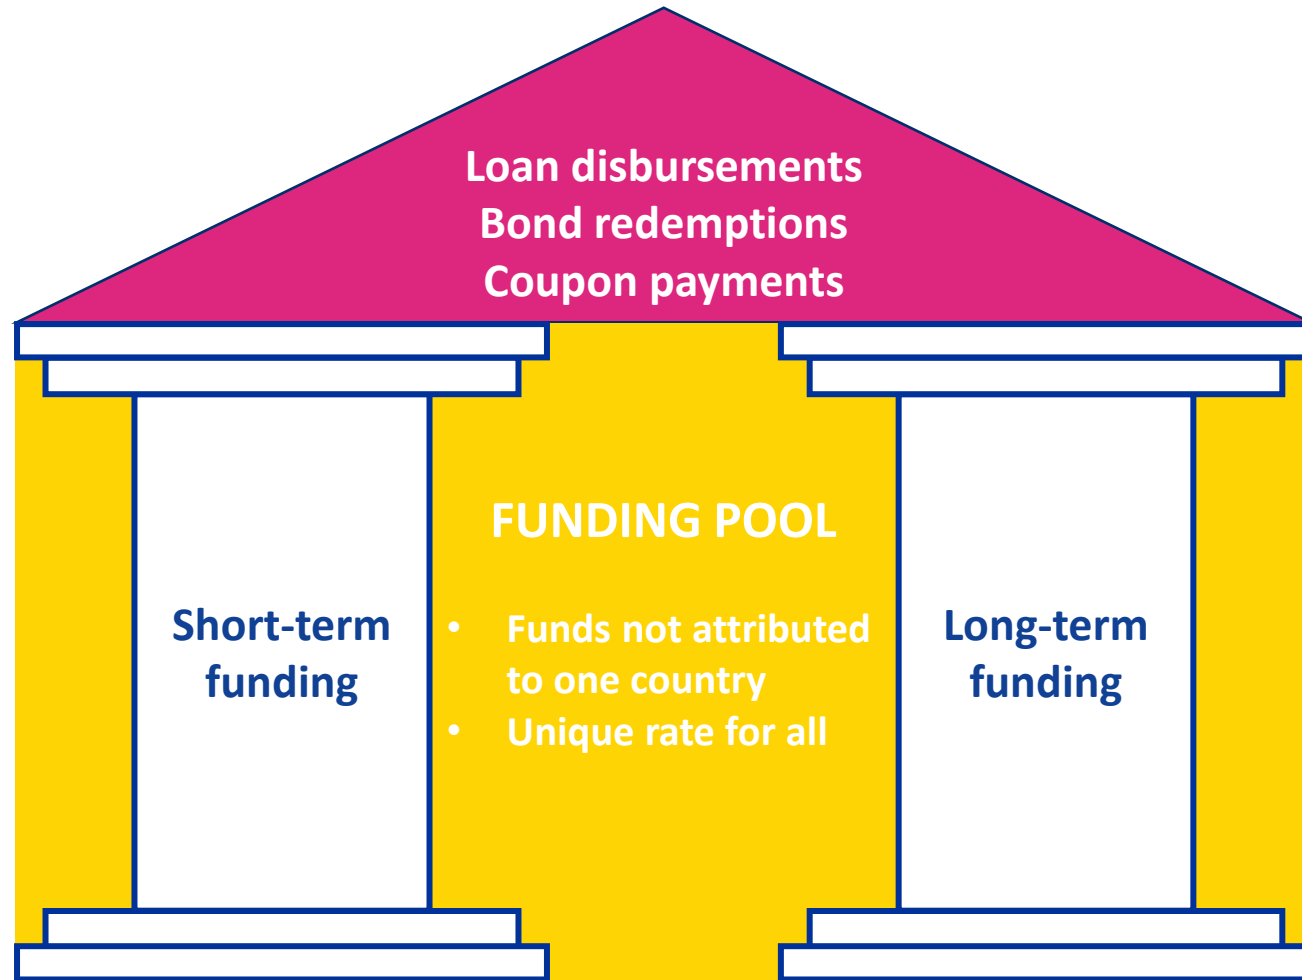 Loan disbursements
Bond redemptions
Coupon payments
FUNDING POOL
Short-term
funding
• Funds not attributed
to one country
• Unique rate for all
Long-term
funding